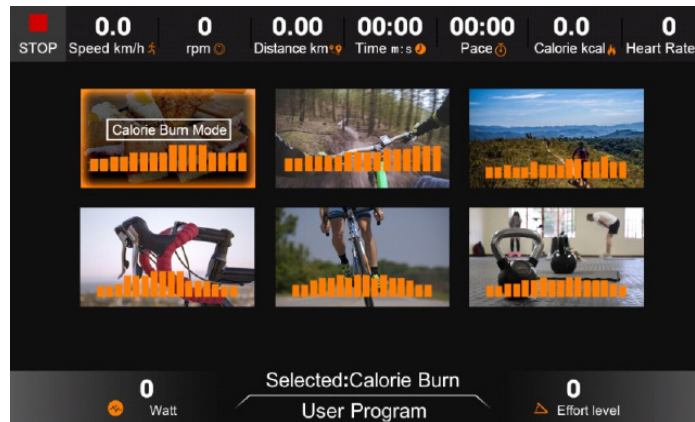 STOP
0.0
Speed km/h
0
rpm
0.00
Distance km
00:00
Time m:s
00:00
Pace
0.0
Calorie kcal
0
Heart Rate
Calorie Burn Mode
0
Watt
Selected:Calorie Burn
User Program
0
Effort level